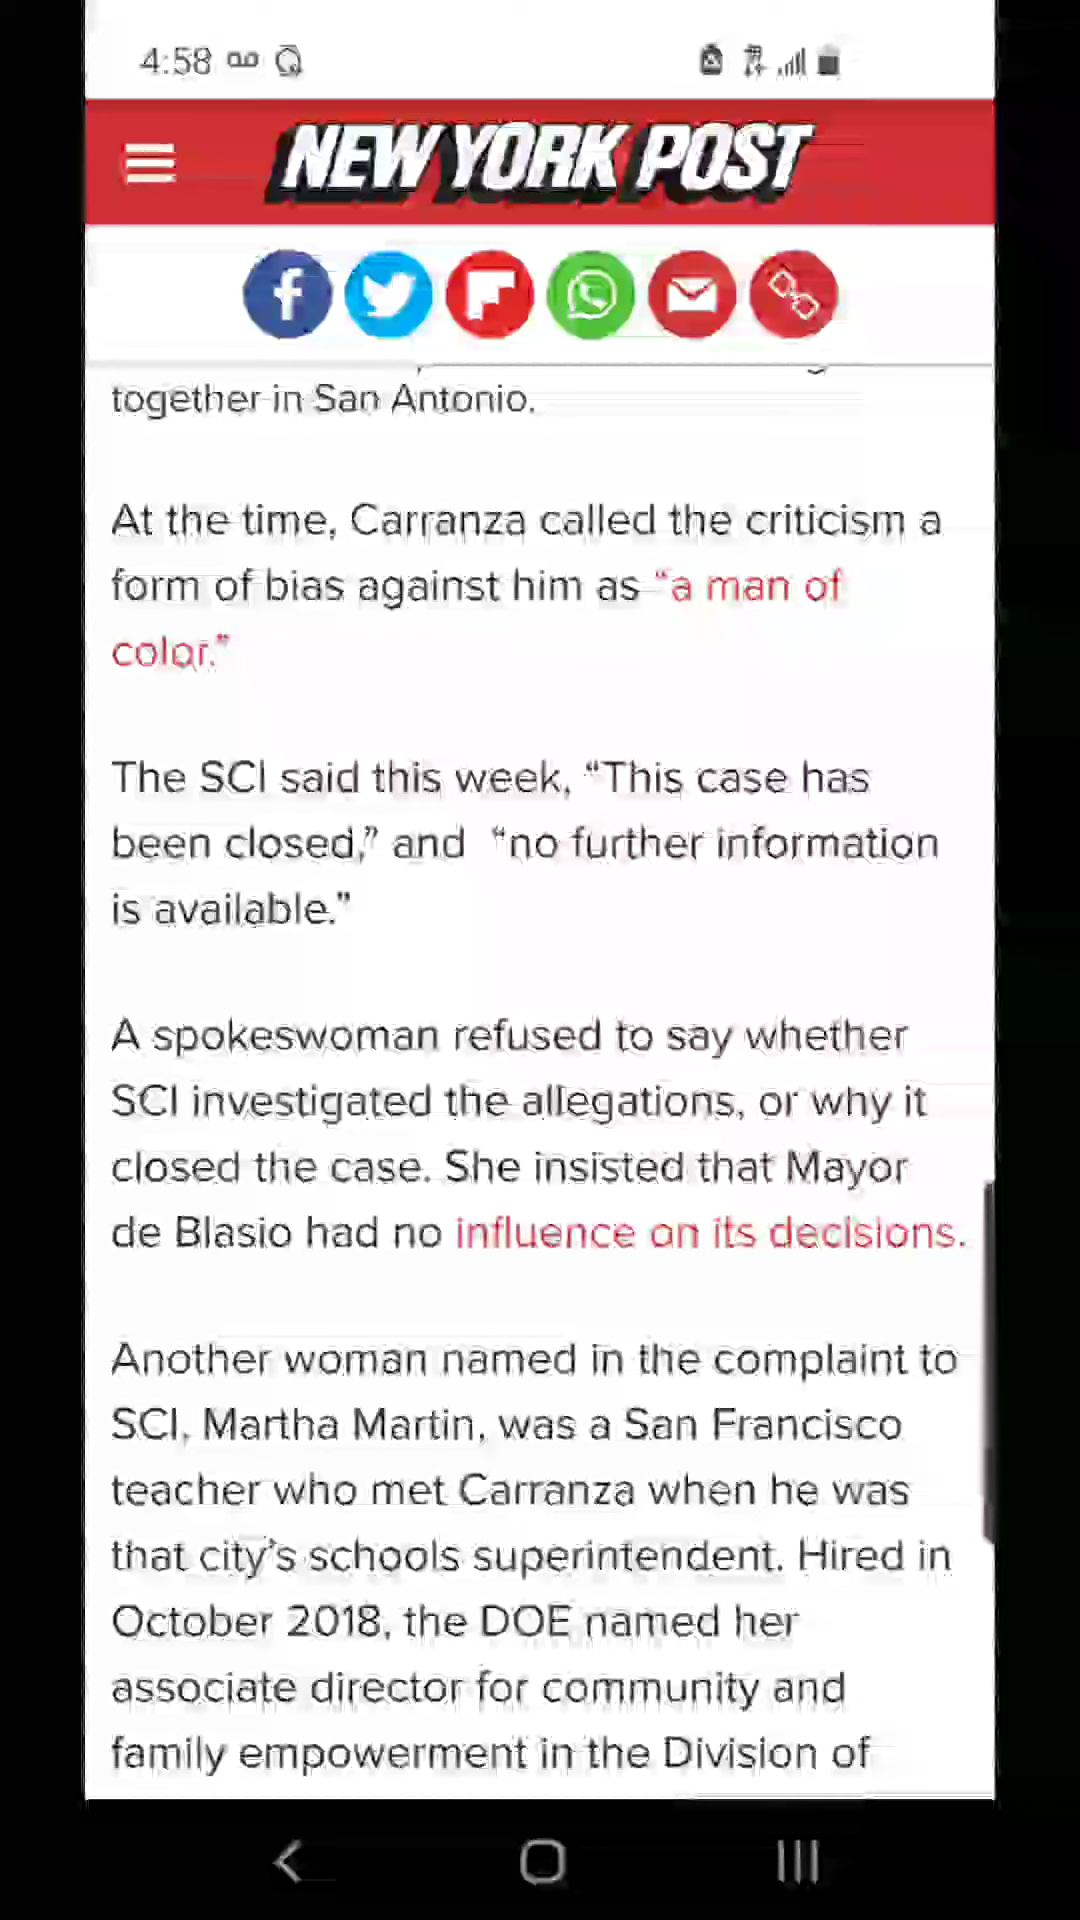 4:58
NEW YORK POST
together in San Antonio.
At the time, Carranza called the criticism a
form of bias against him as “a man of
color.”
The SCI said this week, “This case has
been closed,” and “no further information
is available.”
A spokeswoman refused to say whether
SCI investigated the allegations, or why it
closed the case. She insisted that Mayor
de Blasio had no influence on its decisions.
Another woman named in the complaint to
SCI, Martha Martin, was a San Francisco
teacher who met Carranza when he was
that city’s schools superintendent. Hired in
October 2018, the DOE named her
associate director for community and
family empowerment in the Division of